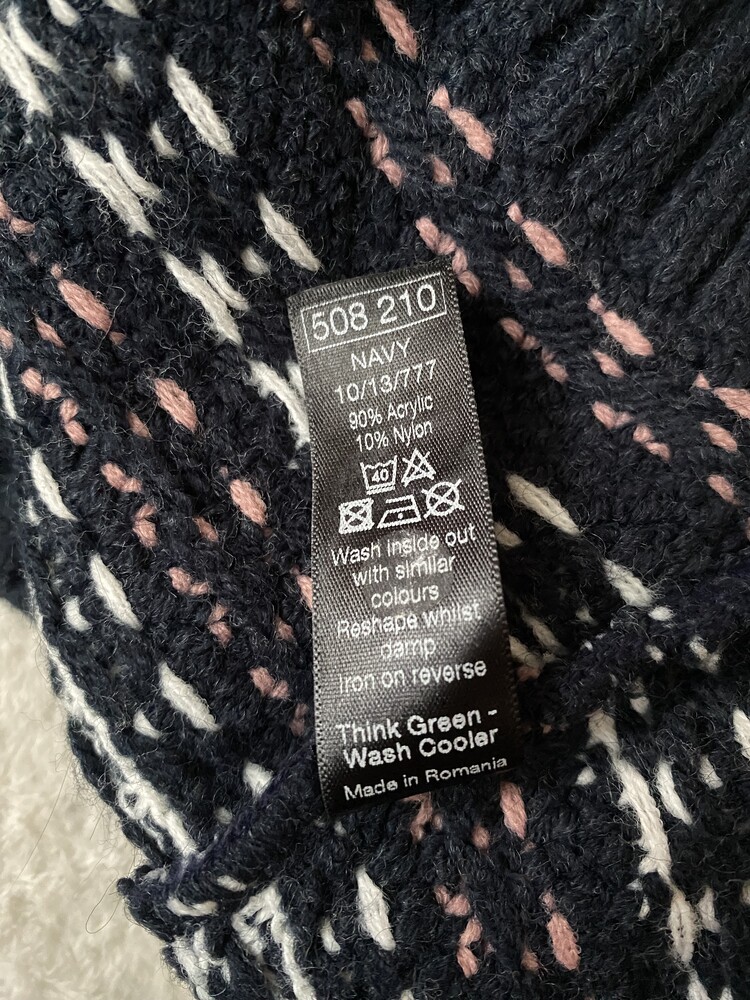 508 210
NAVY
10/13/777
90% Acrylic
10% Nylon
40
Wash inside out
with similar
colours
Reshape whilst
damp
Iron on reverse
Think Green -
Wash Cooler
Made in Romania